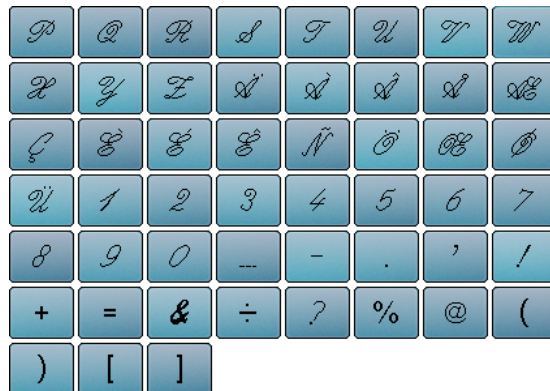 P Q R S T U V W
X Y Z Ä À Â Å Æ
Ç È É Ê Ñ Ö Œ Ø
Ü 1 2 3 4 5 6 7
8 9 0 _ - . ’ !
+ = & ÷ ? % @ (
) [ ]